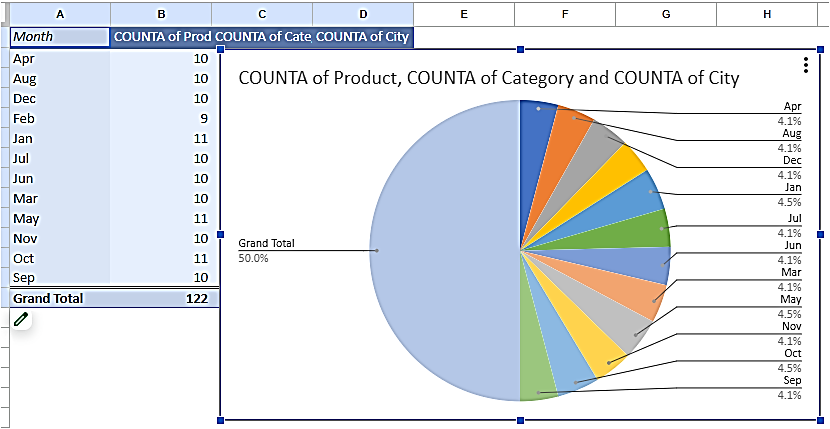 A B C D E F G H
Month COUNTA of Prod COUNTA of Cate COUNTA of City
Apr 10
Aug 10
Dec 10
Feb 9
Jan 11
Jul 10
Jun 10
Mar 10
May 11
Nov 10
Oct 11
Sep 10
Grand Total 122
COUNTA of Product, COUNTA of Category and COUNTA of City
Grand Total
50.0%
Apr
4.1%
Aug
4.1%
Dec
4.1%
Jan
4.5%
Jul
4.1%
Jun
4.1%
Mar
4.1%
May
4.5%
Nov
4.1%
Oct
4.5%
Sep
4.1%